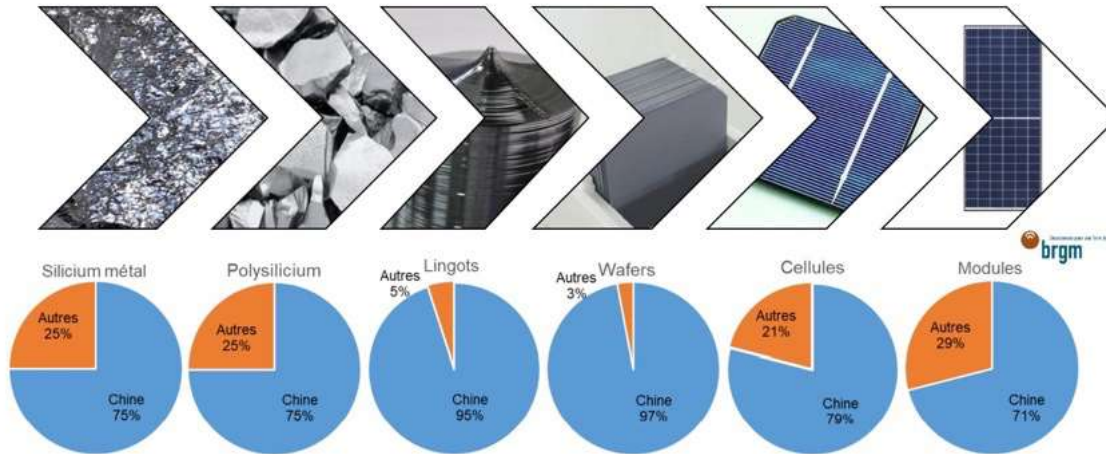 brgm
Silicium métal
Polysilicium
Lingots
Wafers
Cellules
Modules
Autres
25%
Chine
75%
Autres
25%
Chine
75%
Autres
5%
Chine
95%
Autres
3%
Chine
97%
Autres
21%
Chine
79%
Autres
29%
Chine
71%